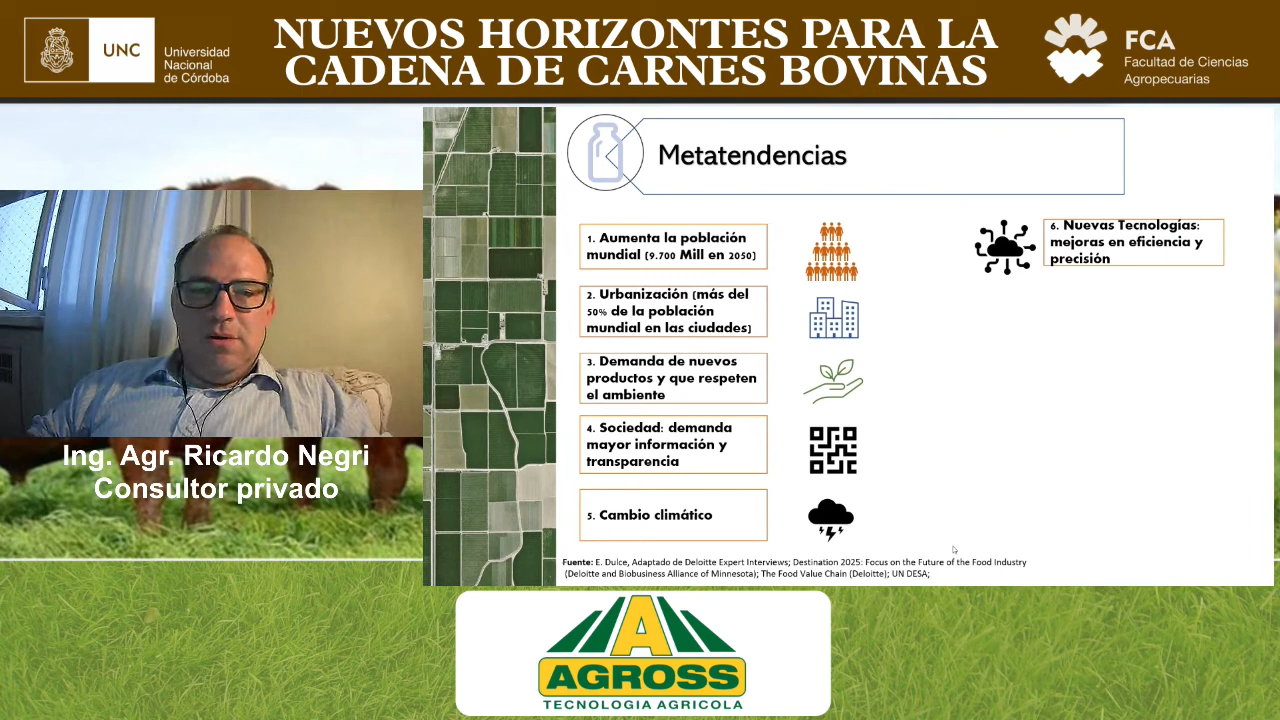 UNC
Universidad
Nacional
de Córdoba
NUEVOS HORIZONTES PARA LA
CADENA DE CARNES BOVINAS
FCA
Facultad de Ciencias
Agropecuarias
Metatendencias
1. Aumenta la población
mundial (9.700 Mill en 2050)
2. Urbanización (más del
50% de la población
mundial en las ciudades)
3. Demanda de nuevos
productos y que respeten
el ambiente
4. Sociedad: demanda
mayor información y
transparencia
5. Cambio climático
6. Nuevas Tecnologías:
mejoras en eficiencia y
precisión
Fuente: E. Dulce, Adaptado de Deloitte Expert Interviews; Destination 2025: Focus on the Future of the Food Industry
(Deloitte and Biobusiness Alliance of Minnesota); The Food Value Chain (Deloitte); UN DESA;
Ing. Agr. Ricardo Negri
Consultor privado
A
AGROSS
TECNOLOGIA AGRICOLA